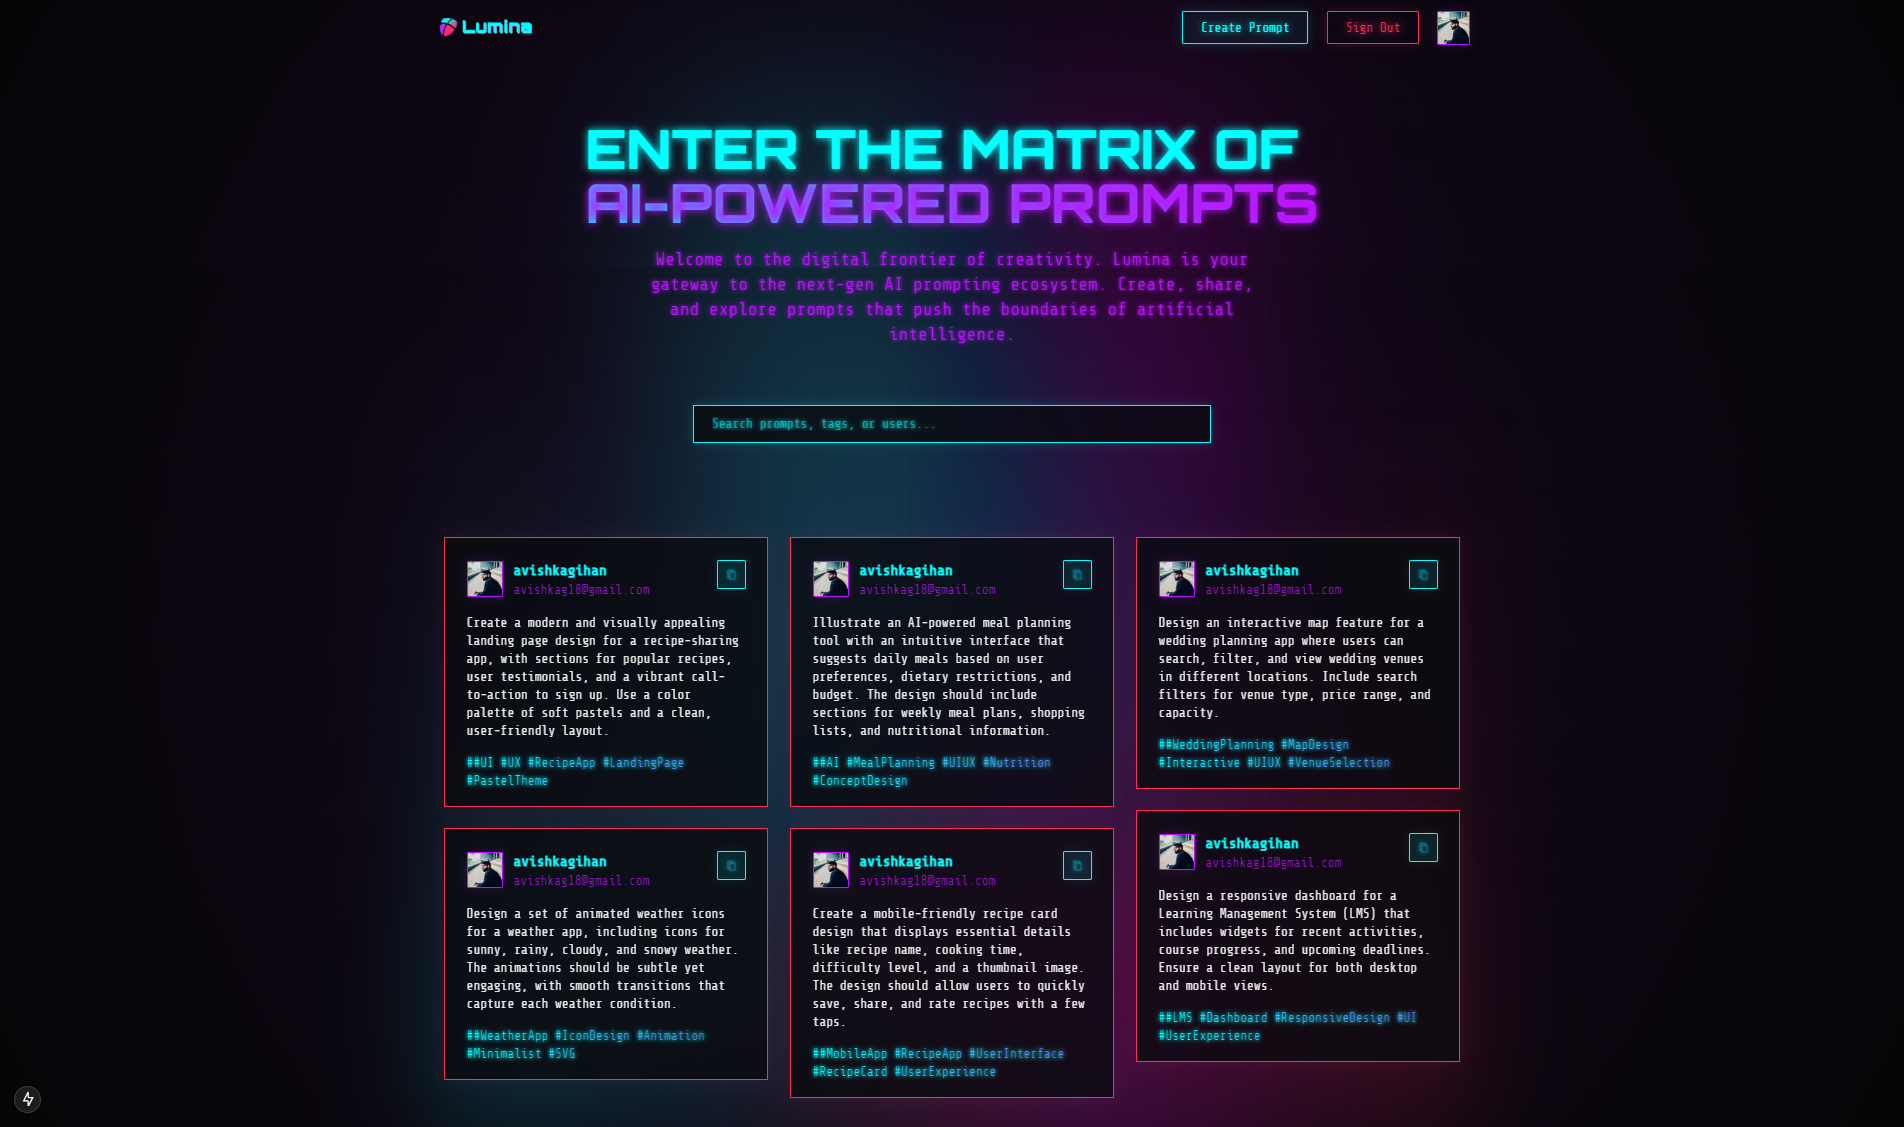 Lumina
Create Prompt
Sign Out
ENTER THE MATRIX OF
AI-POWERED PROMPTS
Welcome to the digital frontier of creativity. Lumina is your
gateway to the next-gen AI prompting ecosystem. Create, share,
and explore prompts that push the boundaries of artificial
intelligence.
Search prompts, tags, or users...
avishkagihan
avishkag18@gmail.com
Create a modern and visually appealing
landing page design for a recipe-sharing
app, with sections for popular recipes,
user testimonials, and a vibrant call-
to-action to sign up. Use a color
palette of soft pastels and a clean,
user-friendly layout.
##UI #UX #RecipeApp #LandingPage
#PastelTheme
avishkagihan
avishkag18@gmail.com
Illustrate an AI-powered meal planning
tool with an intuitive interface that
suggests daily meals based on user
preferences, dietary restrictions, and
budget. The design should include
sections for weekly meal plans, shopping
lists, and nutritional information.
##AI #MealPlanning #UIUX #Nutrition
#ConceptDesign
avishkagihan
avishkag18@gmail.com
Design an interactive map feature for a
wedding planning app where users can
search, filter, and view wedding venues
in different locations. Include search
filters for venue type, price range, and
capacity.
##WeddingPlanning #MapDesign
#Interactive #UIUX #VenueSelection
avishkagihan
avishkag18@gmail.com
Design a set of animated weather icons
for a weather app, including icons for
sunny, rainy, cloudy, and snowy weather.
The animations should be subtle yet
engaging, with smooth transitions that
capture each weather condition.
##WeatherApp #IconDesign #Animation
#Minimalist #SVG
avishkagihan
avishkag18@gmail.com
Create a mobile-friendly recipe card
design that displays essential details
like recipe name, cooking time,
difficulty level, and a thumbnail image.
The design should allow users to quickly
save, share, and rate recipes with a few
taps.
##MobileApp #RecipeApp #UserInterface
#RecipeCard #UserExperience
avishkagihan
avishkag18@gmail.com
Design a responsive dashboard for a
Learning Management System (LMS) that
includes widgets for recent activities,
course progress, and upcoming deadlines.
Ensure a clean layout for both desktop
and mobile views.
##LMS #Dashboard #ResponsiveDesign #UI
#UserExperience